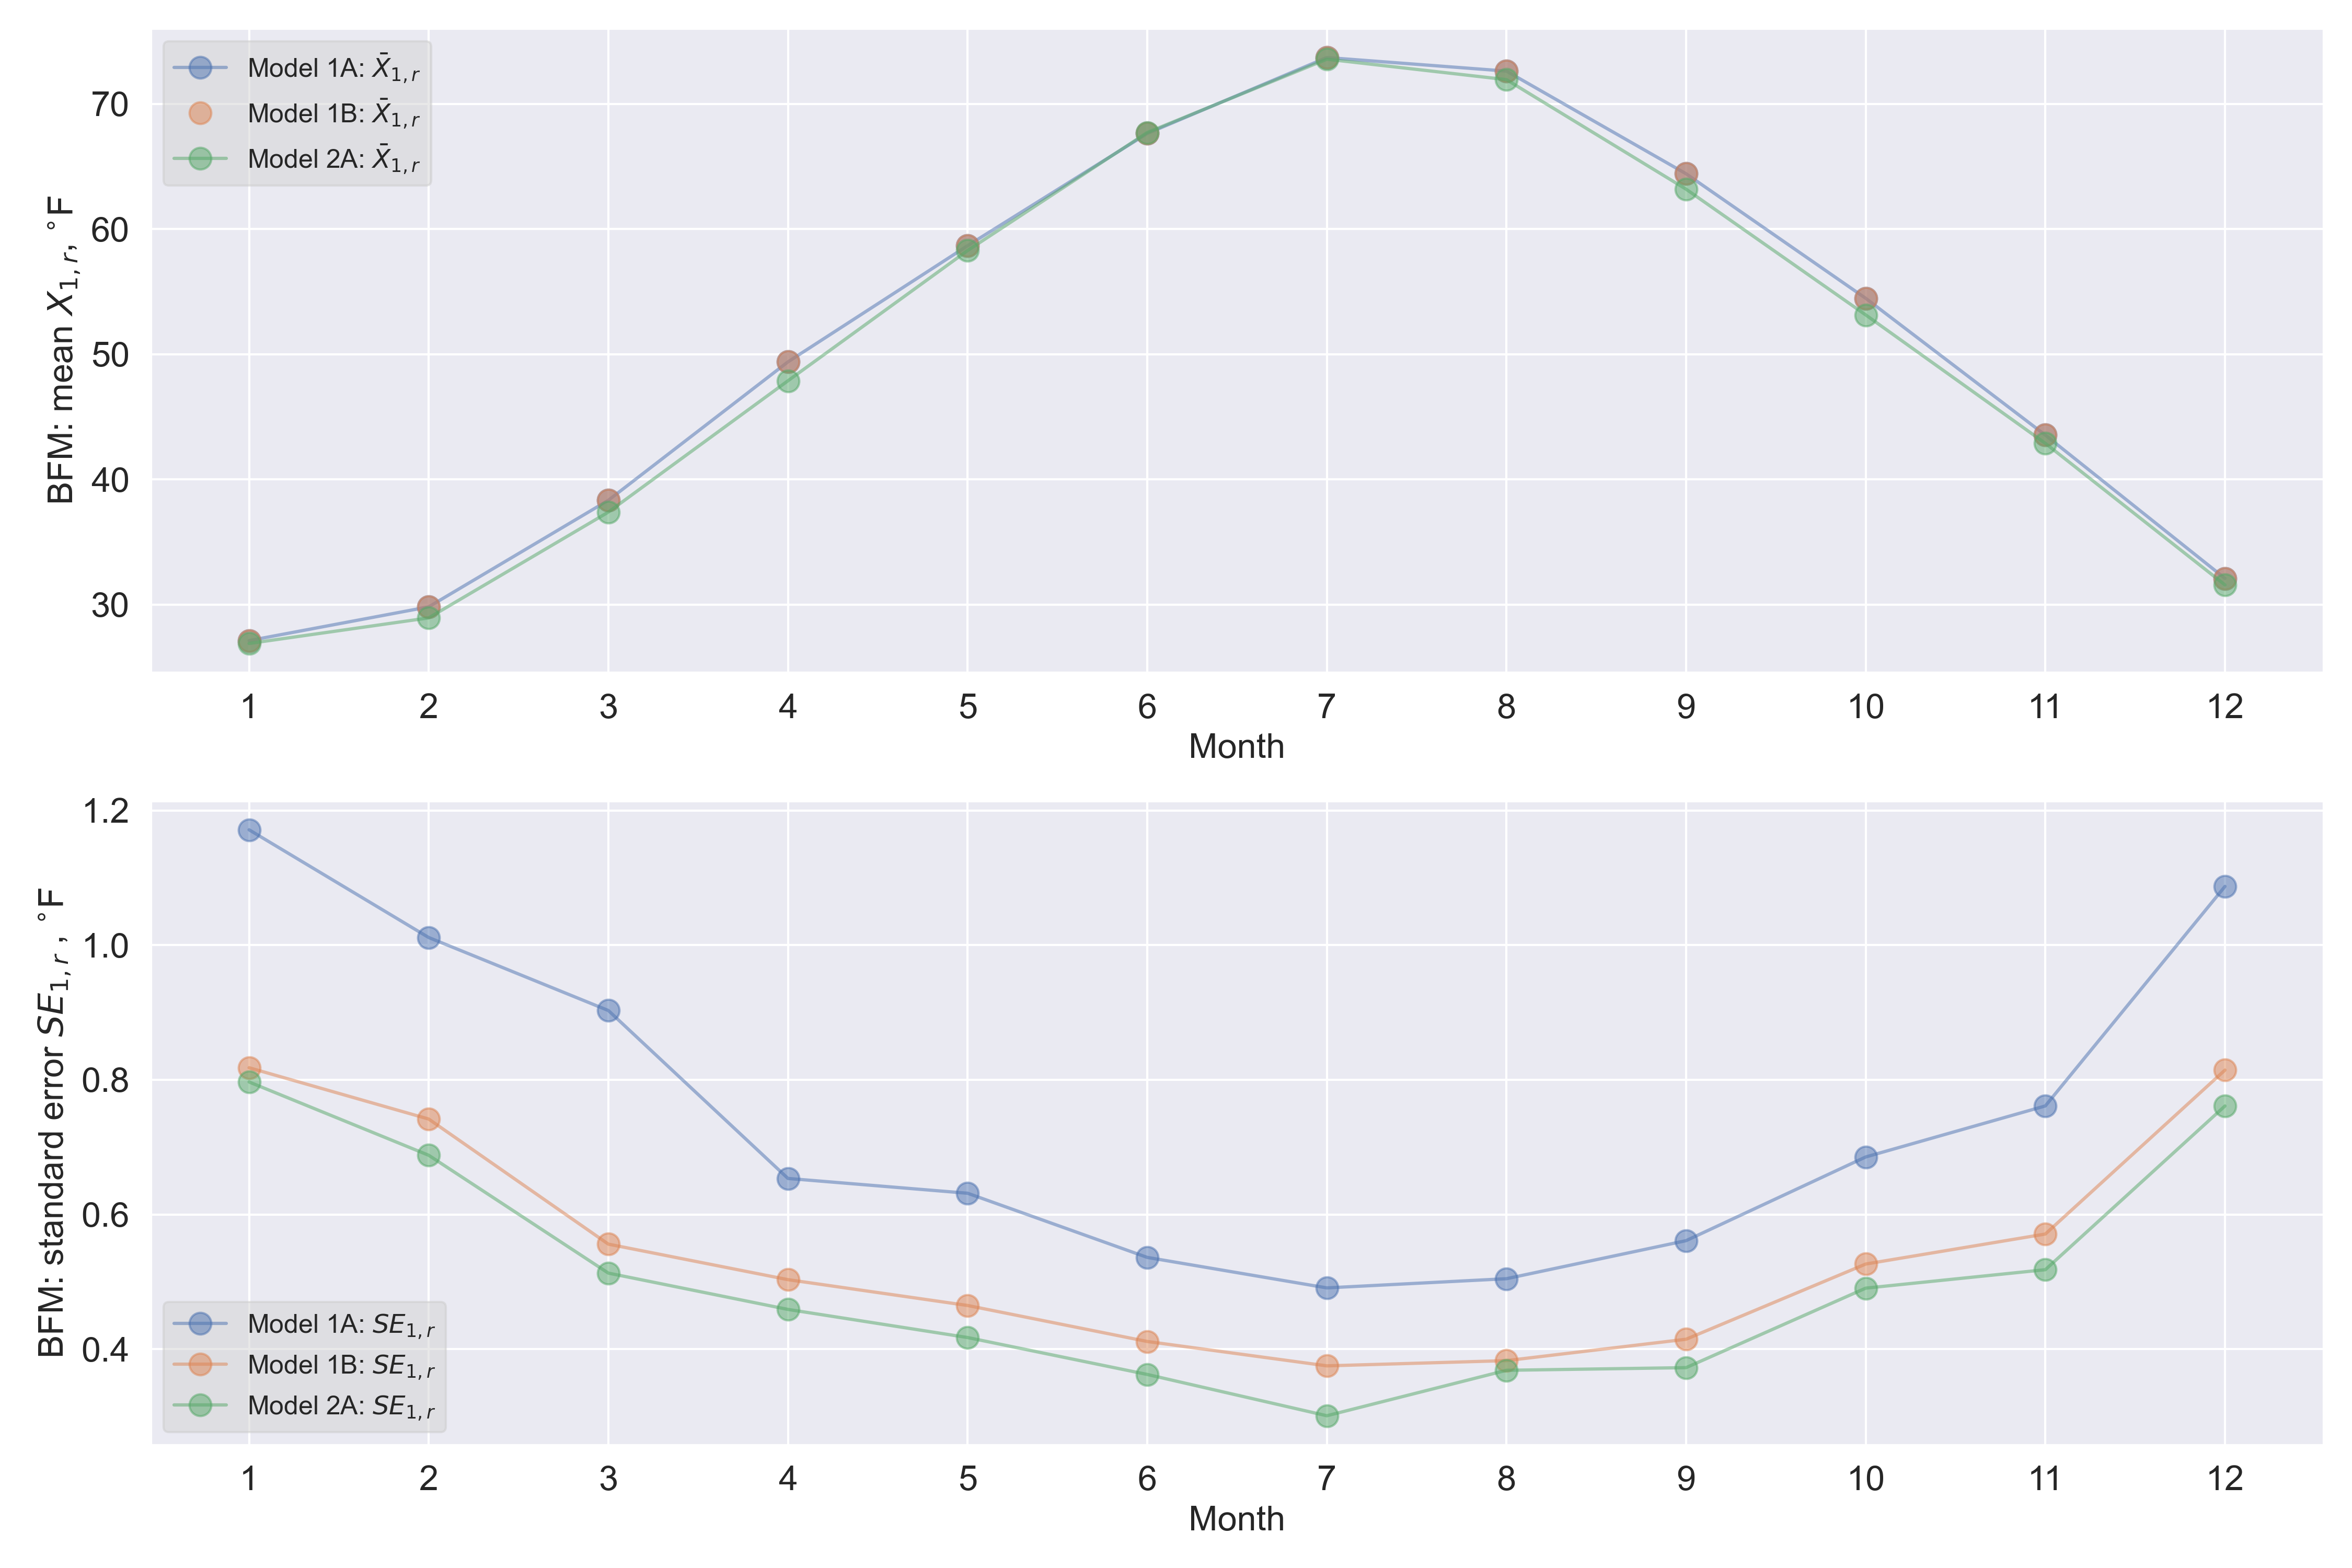 Model 1A: X̄1,r
Model 1B: X̄1,r
Model 2A: X̄1,r
BFM: mean X1,r, °F
70
60
50
40
30
1 2 3 4 5 6 7 8 9 10 11 12
Month
BFM: standard error SE1,r , °F
1.2
1.0
0.8
0.6
0.4
Model 1A: SE1,r
Model 1B: SE1,r
Model 2A: SE1,r
1 2 3 4 5 6 7 8 9 10 11 12
Month